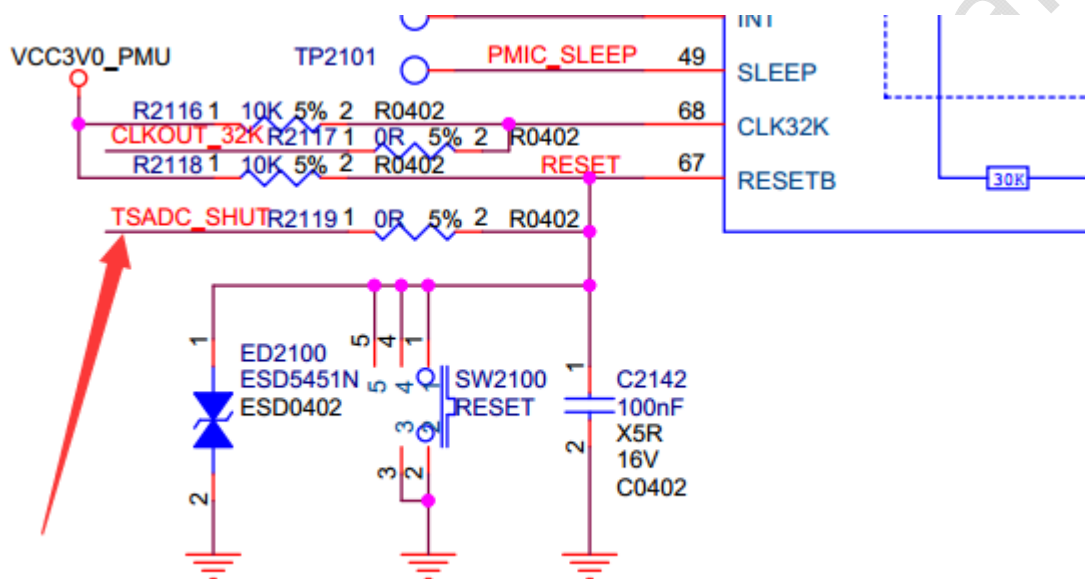 INT
VCC3V0_PMU
TP2101
PMIC_SLEEP
49
SLEEP
R2116 1 10K 5% 2 R0402
68
CLK32K
CLKOUT_32K R2117 1 0R 5% 2 R0402
R2118 1 10K 5% 2 R0402
RESET
67
RESETB
30K
TSADC_SHUT R2119 1 0R 5% 2 R0402
1
5
4
1
1
ED2100
ESD5451N
ESD0402
5
4
1
SW2100
RESET
C2142
100nF
X5R
16V
C0402
3
2
2
3
2
2